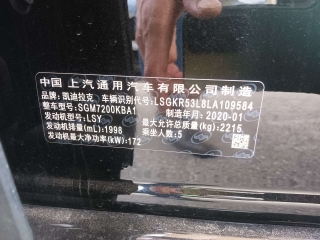 中国 上汽通用汽车有限公司制造
品牌:凯迪拉克 车辆识别代号:LSGKR53L8LA109584
整车型号:SGM7200KBA1 制造年月:2020-01
发动机型号:LSY 最大允许总质量(kg):2215
发动机排量(mL):1998 乘坐人数:5
发动机最大净功率(kW):172